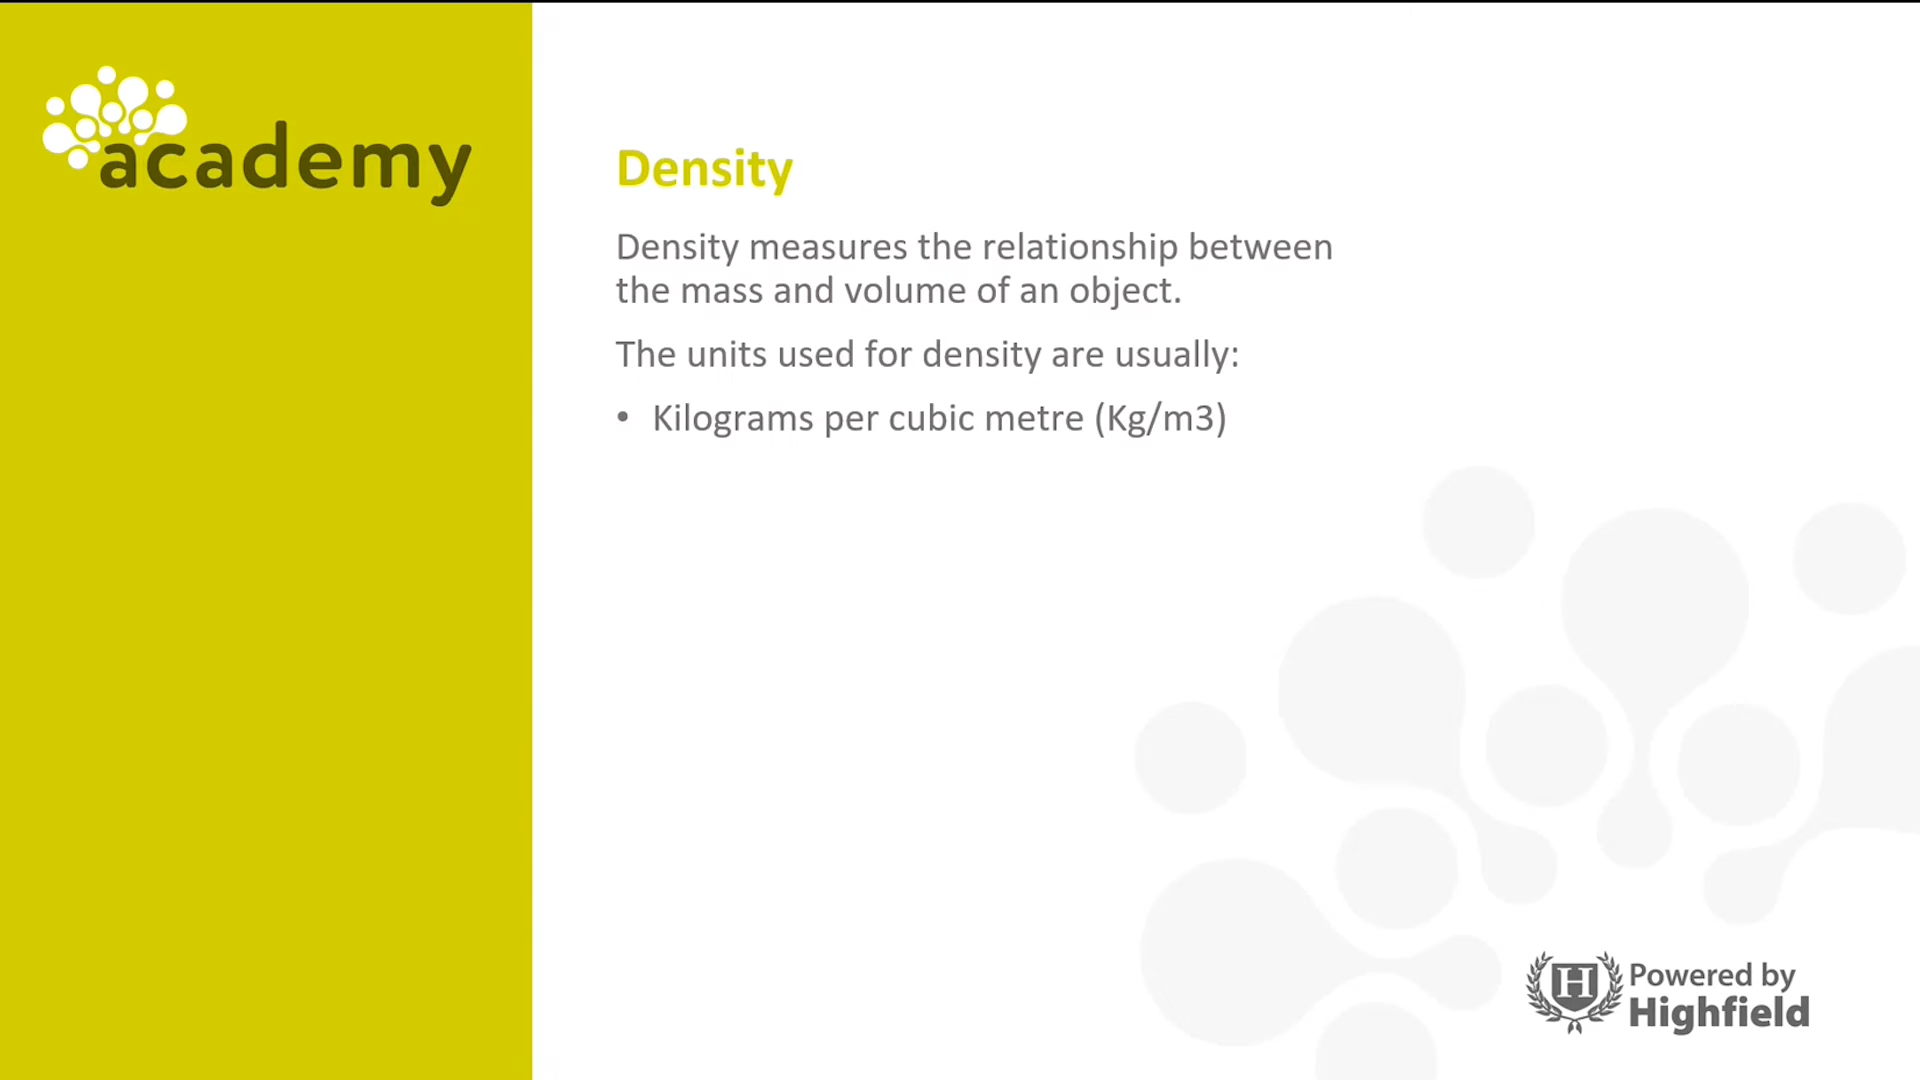 academy
Density
Density measures the relationship between
the mass and volume of an object.
The units used for density are usually:
• Kilograms per cubic metre (Kg/m3)
H
Powered by
Highfield